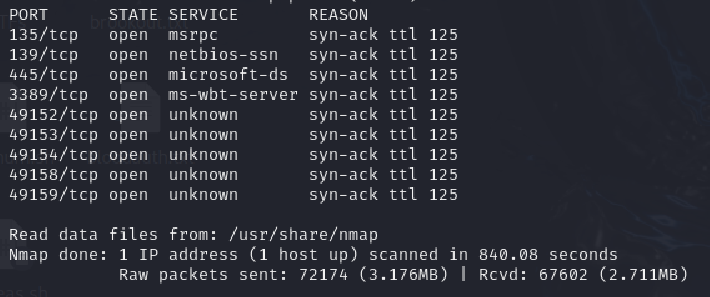 PORT      STATE SERVICE       REASON
135/tcp   open  msrpc         syn-ack ttl 125
139/tcp   open  netbios-ssn   syn-ack ttl 125
445/tcp   open  microsoft-ds  syn-ack ttl 125
3389/tcp  open  ms-wbt-server syn-ack ttl 125
49152/tcp open  unknown       syn-ack ttl 125
49153/tcp open  unknown       syn-ack ttl 125
49154/tcp open  unknown       syn-ack ttl 125
49158/tcp open  unknown       syn-ack ttl 125
49159/tcp open  unknown       syn-ack ttl 125
Read data files from: /usr/share/nmap
Nmap done: 1 IP address (1 host up) scanned in 840.08 seconds
Raw packets sent: 72174 (3.176MB) | Rcvd: 67602 (2.711MB)